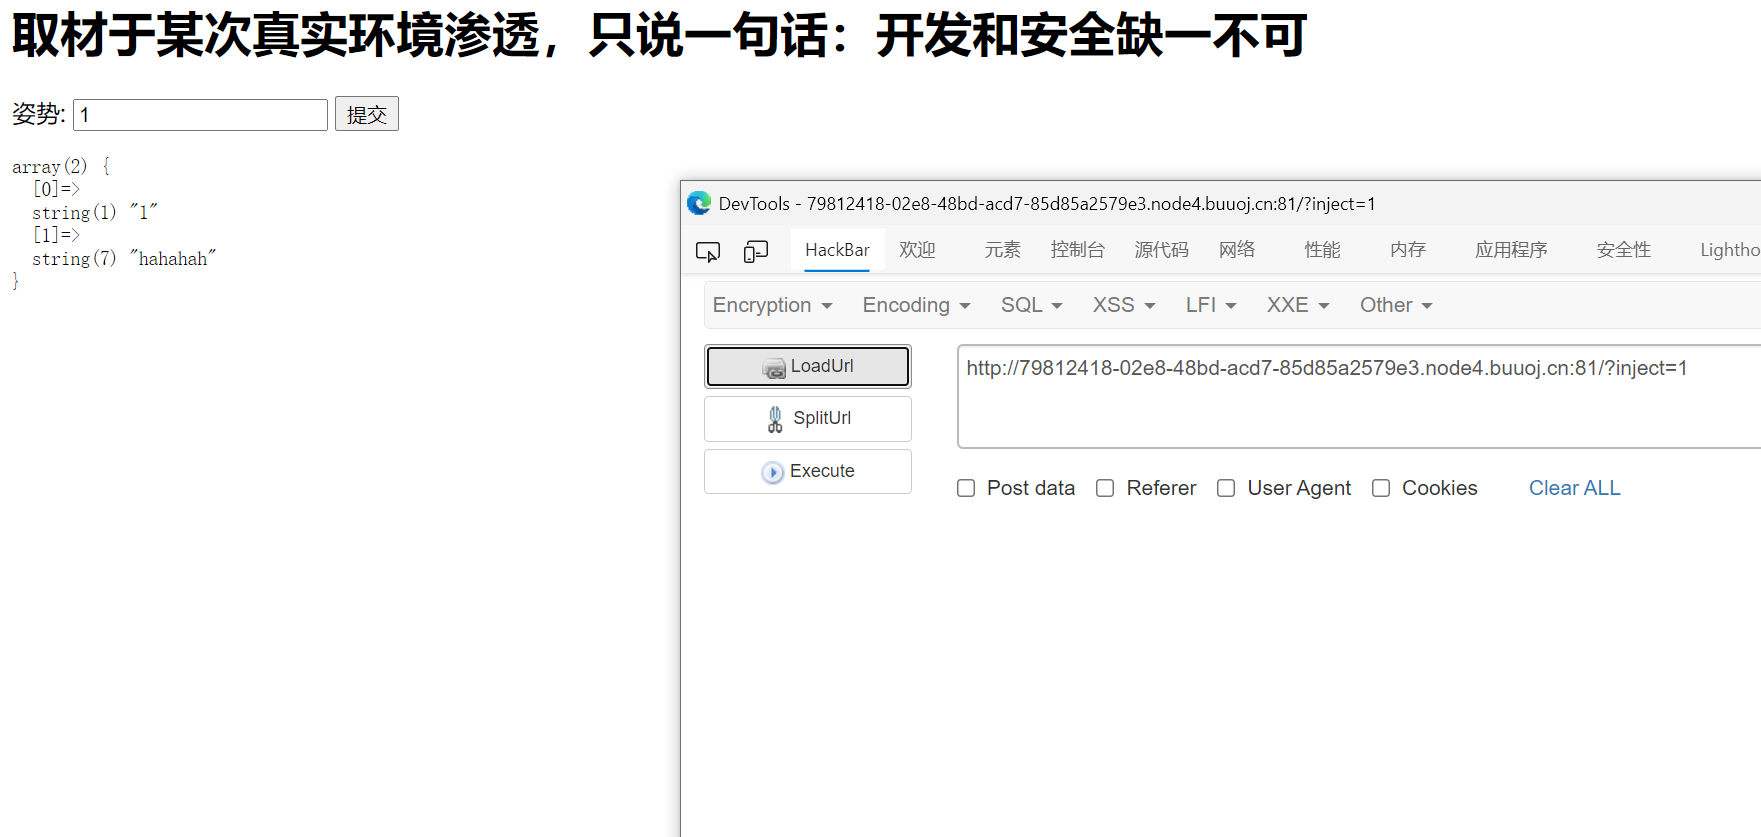 取材于某次真实环境渗透，只说一句话：开发和安全缺一不可
姿势: 1 提交
array(2) {
  [0]=>
  string(1) "1"
  [1]=>
  string(7) "hahahah"
}
DevTools - 79812418-02e8-48bd-acd7-85d85a2579e3.node4.buuoj.cn:81/?inject=1
HackBar 欢迎 元素 控制台 源代码 网络 性能 内存 应用程序 安全性 Lightho
Encryption Encoding SQL XSS LFI XXE Other
LoadUrl
http://79812418-02e8-48bd-acd7-85d85a2579e3.node4.buuoj.cn:81/?inject=1
SplitUrl
Execute
Post data Referer User Agent Cookies Clear ALL